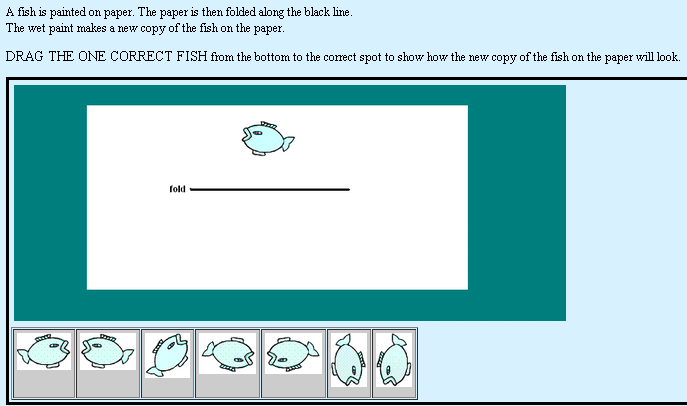 A fish is painted on paper. The paper is then folded along the black line.
The wet paint makes a new copy of the fish on the paper.
DRAG THE ONE CORRECT FISH from the bottom to the correct spot to show how the new copy of the fish on the paper will look.
fold